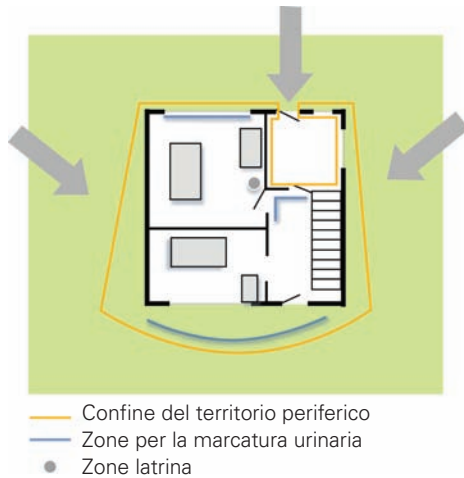 Confine del territorio periferico
Zone per la marcatura urinaria
Zone latrina